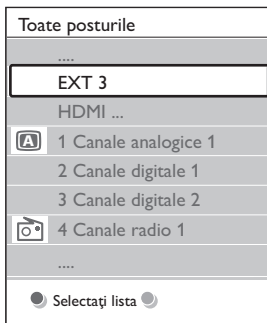 Toate posturile
....
EXT 3
HDMI ...
A 1 Canale analogice 1
2 Canale digitale 1
3 Canale digitale 2
4 Canale radio 1
....
Selectaţi lista